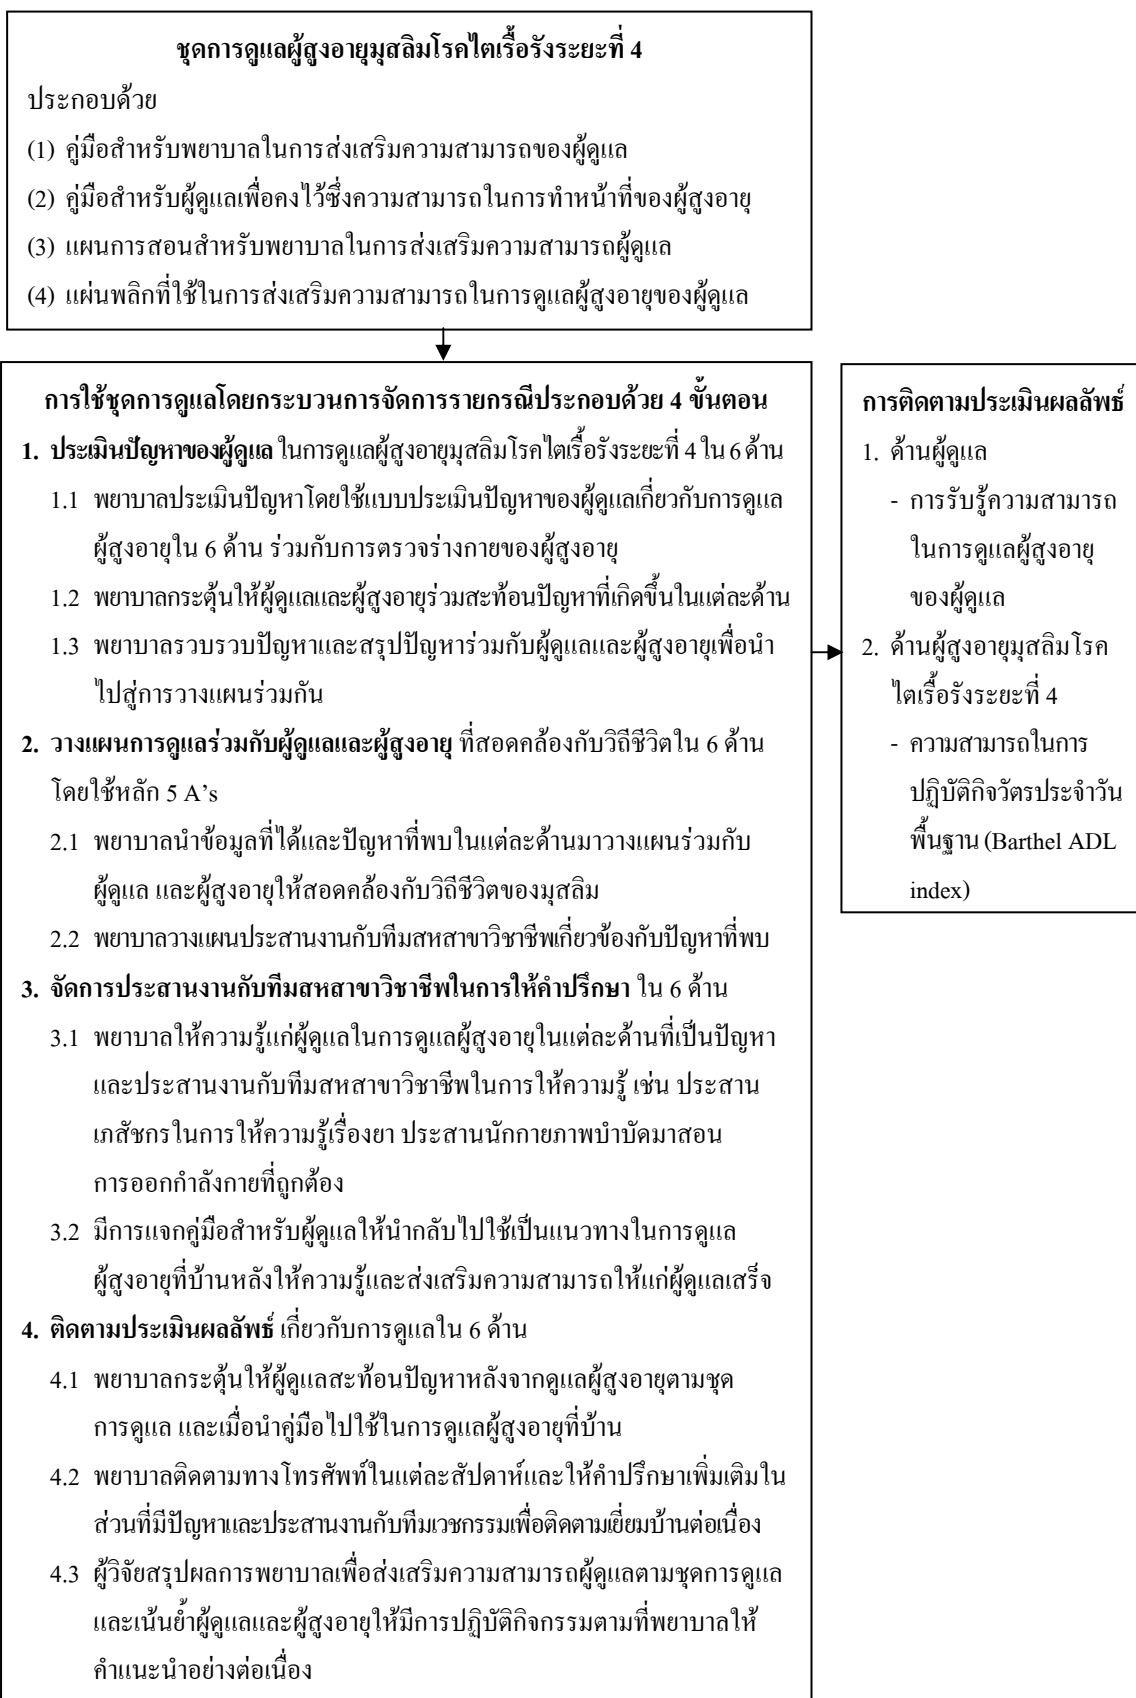 ชุดการดูแลผู้สูงอายุมุสลิมโรคไตเรื้อรังระยะที่ 4
ประกอบด้วย
(1) คู่มือสำหรับพยาบาลในการส่งเสริมความสามารถของผู้ดูแล
(2) คู่มือสำหรับผู้ดูแลเพื่อคงไว้ซึ่งความสามารถในการทำหน้าที่ของผู้สูงอายุ
(3) แผนการสอนสำหรับพยาบาลในการส่งเสริมความสามารถผู้ดูแล
(4) แผ่นพลิกที่ใช้ในการส่งเสริมความสามารถในการดูแลผู้สูงอายุของผู้ดูแล
การใช้ชุดการดูแลโดยกระบวนการจัดการรายกรณีประกอบด้วย 4 ขั้นตอน
1. ประเมินปัญหาของผู้ดูแล ในการดูแลผู้สูงอายุมุสลิมโรคไตเรื้อรังระยะที่ 4 ใน 6 ด้าน
1.1 พยาบาลประเมินปัญหาโดยใช้แบบประเมินปัญหาของผู้ดูแลเกี่ยวกับการดูแล
ผู้สูงอายุใน 6 ด้าน ร่วมกับการตรวจร่างกายของผู้สูงอายุ
1.2 พยาบาลกระตุ้นให้ผู้ดูแลและผู้สูงอายุร่วมสะท้อนปัญหาที่เกิดขึ้นในแต่ละด้าน
1.3 พยาบาลรวบรวบปัญหาและสรุปปัญหาร่วมกับผู้ดูแลและผู้สูงอายุเพื่อนำ
ไปสู่การวางแผนร่วมกัน
2. วางแผนการดูแลร่วมกับผู้ดูแลและผู้สูงอายุ ที่สอดคล้องกับวิถีชีวิตใน 6 ด้าน
โดยใช้หลัก 5 A’s
2.1 พยาบาลนำข้อมูลที่ได้และปัญหาที่พบในแต่ละด้านมาวางแผนร่วมกับ
ผู้ดูแล และผู้สูงอายุให้สอดคล้องกับวิถีชีวิตของมุสลิม
2.2 พยาบาลวางแผนประสานงานกับทีมสหสาขาวิชาชีพเกี่ยวข้องกับปัญหาที่พบ
3. จัดการประสานงานกับทีมสหสาขาวิชาชีพในการให้คำปรึกษา ใน 6 ด้าน
3.1 พยาบาลให้ความรู้แก่ผู้ดูแลในการดูแลผู้สูงอายุในแต่ละด้านที่เป็นปัญหา
และประสานงานกับทีมสหสาขาวิชาชีพในการให้ความรู้ เช่น ประสาน
เภสัชกรในการให้ความรู้เรื่องยา ประสานนักกายภาพบำบัดมาสอน
การออกกำลังกายที่ถูกต้อง
3.2 มีการแจกคู่มือสำหรับผู้ดูแลให้นำกลับไปใช้เป็นแนวทางในการดูแล
ผู้สูงอายุที่บ้านหลังให้ความรู้และส่งเสริมความสามารถให้แก่ผู้ดูแลเสร็จ
4. ติดตามประเมินผลลัพธ์ เกี่ยวกับการดูแลใน 6 ด้าน
4.1 พยาบาลกระตุ้นให้ผู้ดูแลสะท้อนปัญหาหลังจากดูแลผู้สูงอายุตามชุด
การดูแล และเมื่อนำคู่มือไปใช้ในการดูแลผู้สูงอายุที่บ้าน
4.2 พยาบาลติดตามทางโทรศัพท์ในแต่ละสัปดาห์และให้คำปรึกษาเพิ่มเติมใน
ส่วนที่มีปัญหาและประสานงานกับทีมเวชกรรมเพื่อติดตามเยี่ยมบ้านต่อเนื่อง
4.3 ผู้วิจัยสรุปผลการพยาบาลเพื่อส่งเสริมความสามารถผู้ดูแลตามชุดการดูแล
และเน้นย้ำผู้ดูแลและผู้สูงอายุให้มีการปฏิบัติกิจกรรมตามที่พยาบาลให้
คำแนะนำอย่างต่อเนื่อง
การติดตามประเมินผลลัพธ์
1. ด้านผู้ดูแล
- การรับรู้ความสามารถ
ในการดูแลผู้สูงอายุ
ของผู้ดูแล
2. ด้านผู้สูงอายุมุสลิมโรค
ไตเรื้อรังระยะที่ 4
- ความสามารถในการ
ปฏิบัติกิจวัตรประจำวัน
พื้นฐาน (Barthel ADL
index)